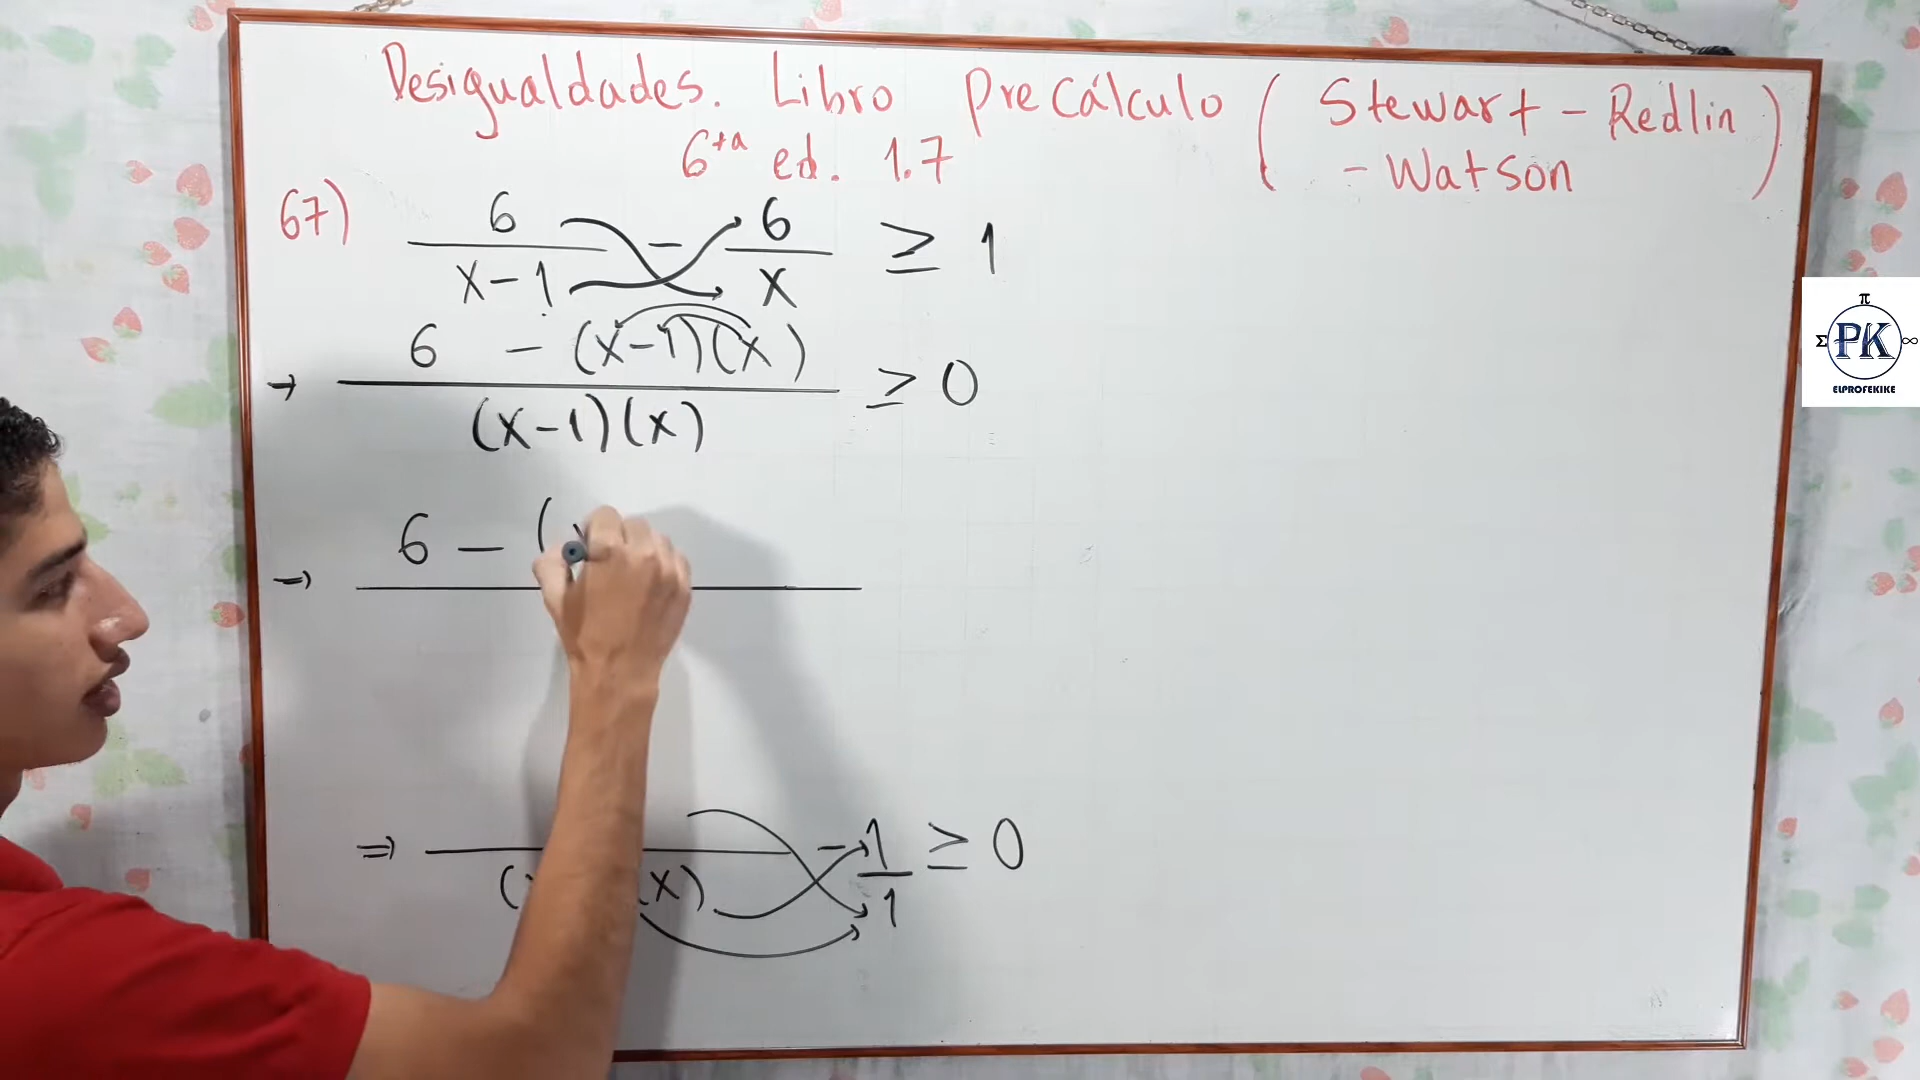 Desigualdades. Libro Precálculo ( Stewart - Redlin
6ta ed. 1.7 - Watson )
67) 6 - 6 ≥ 1
x-1 x
→ 6 - (x-1)(x) ≥ 0
(x-1)(x)
→ 6 - (
⇒ - 1 ≥ 0
(x) 1
π
Σ PK ∞
ELPROFEKIKE